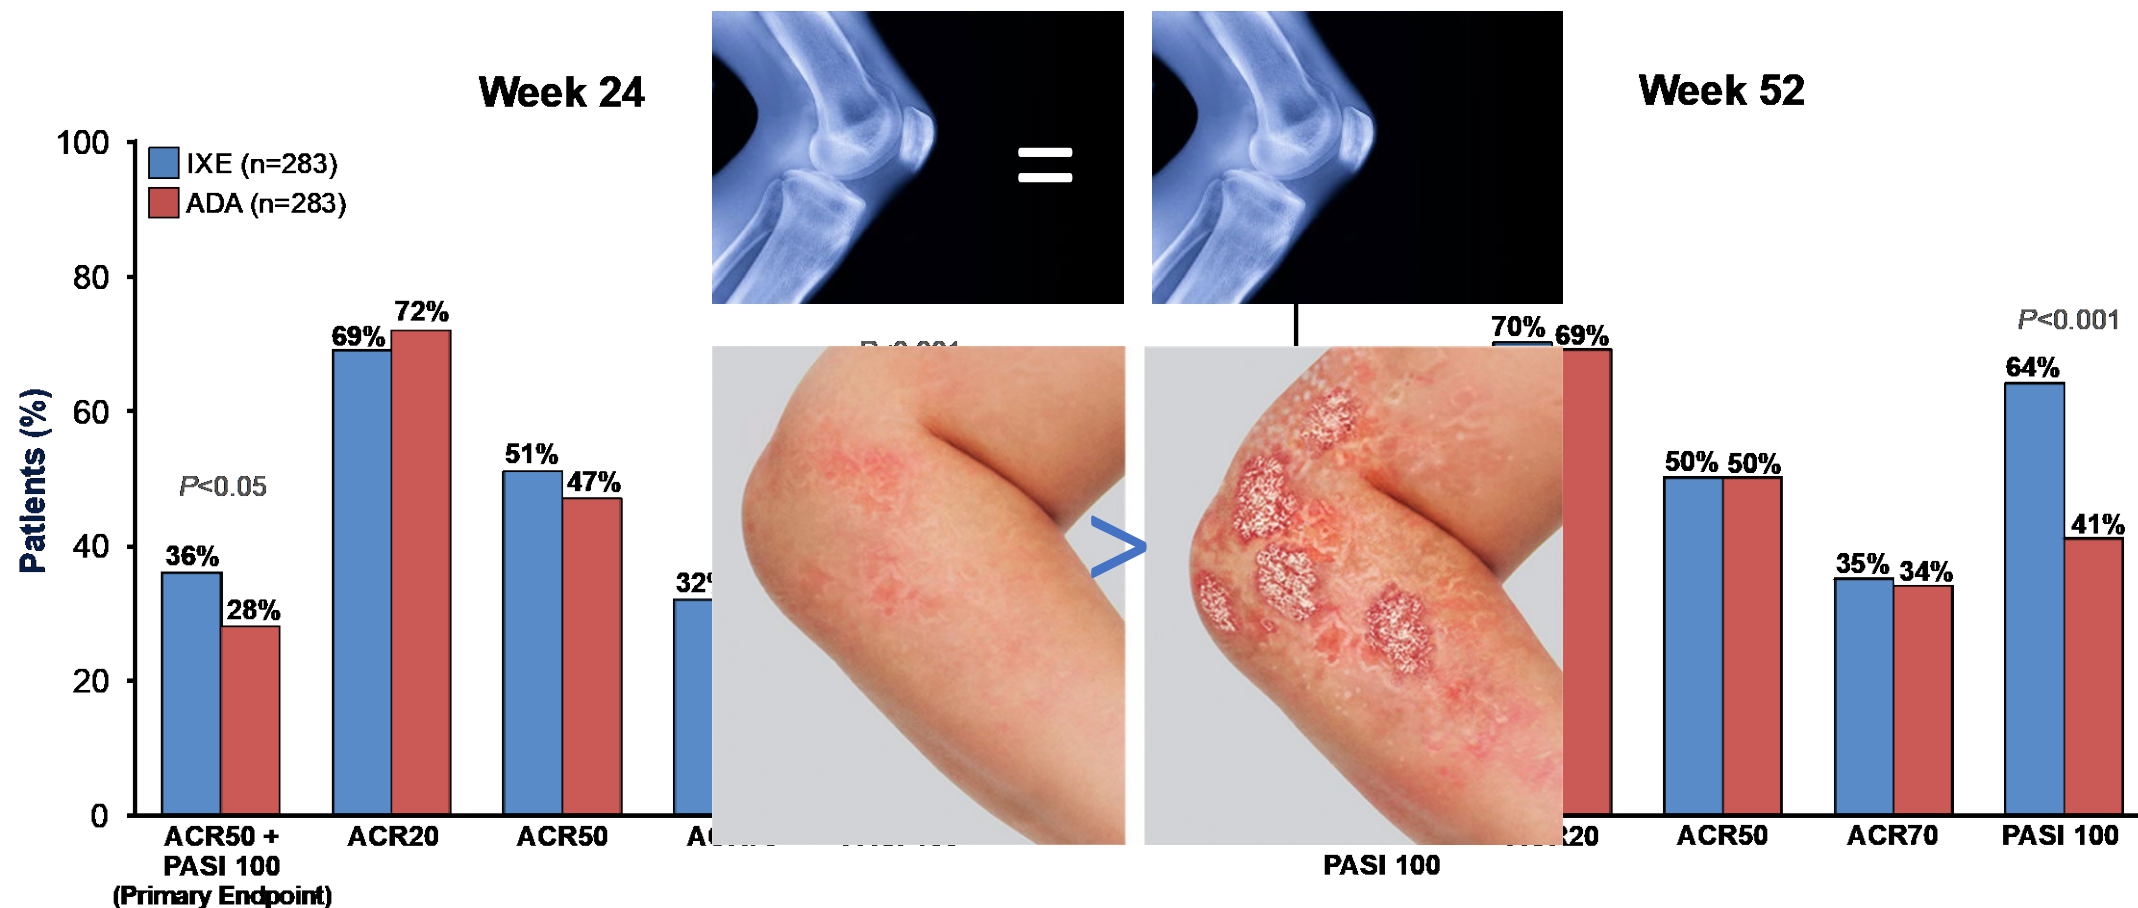 Week 24
Week 52
100
80
60
40
20
0
Patients (%)
IXE (n=283)
ADA (n=283)
=
P<0.05
36%
28%
69%
72%
51%
47%
>
70%
69%
50%
50%
35%
34%
P<0.001
64%
41%
ACR50 +
PASI 100
(Primary Endpoint)
ACR20
ACR50
PASI 100
ACR50
ACR70
PASI 100